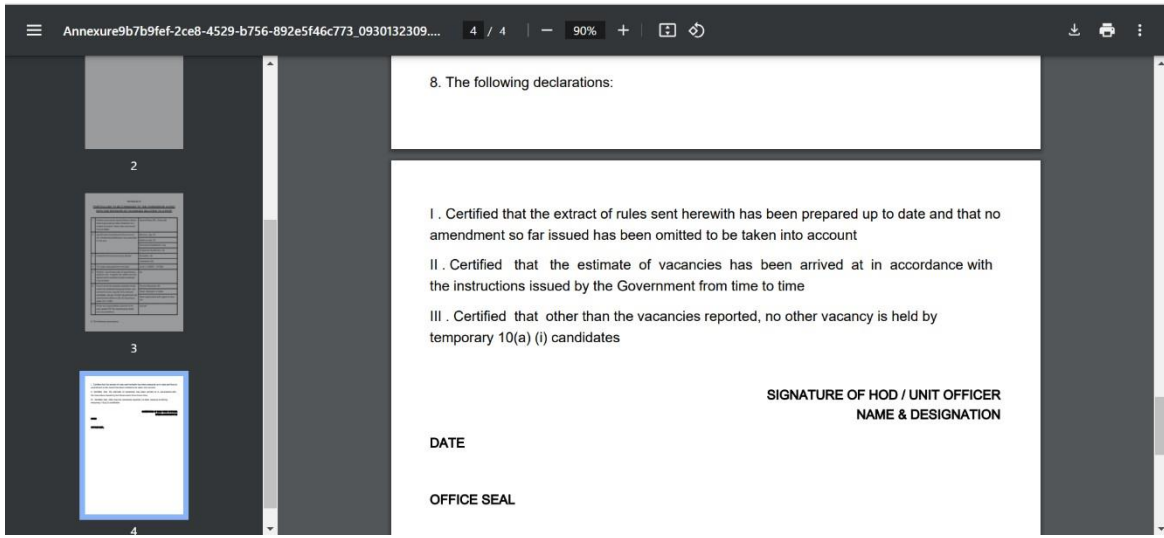 Annexure9b7b9fef-2ce8-4529-b756-892e5f46c773_0930132309....
4 / 4
90%
8. The following declarations:
2
3
4
I . Certified that the extract of rules sent herewith has been prepared up to date and that no
amendment so far issued has been omitted to be taken into account
II . Certified that the estimate of vacancies has been arrived at in accordance with
the instructions issued by the Government from time to time
III . Certified that other than the vacancies reported, no other vacancy is held by
temporary 10(a) (i) candidates
SIGNATURE OF HOD / UNIT OFFICER
NAME & DESIGNATION
DATE
OFFICE SEAL